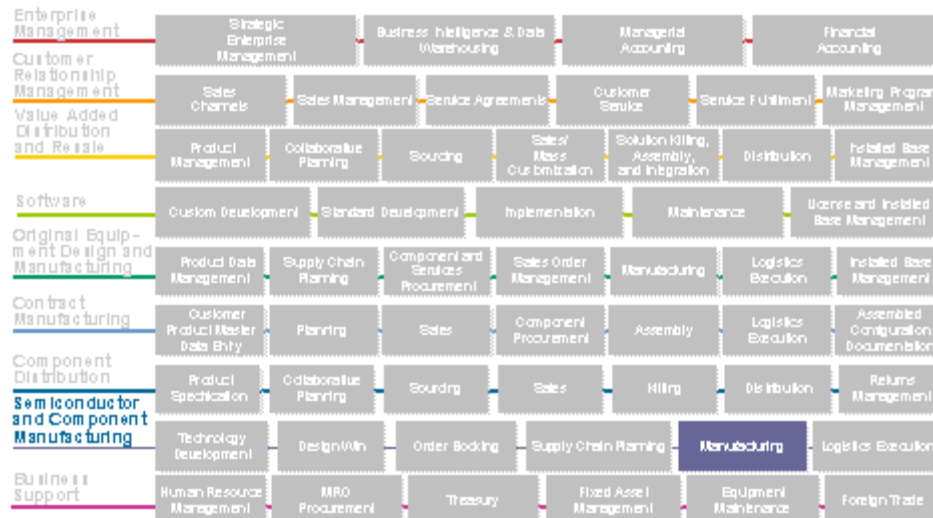 Enterprise
Management
Strategic
Enterprise
Management
Business Intelligence & Data
Warehousing
Managerial
Accounting
Financial
Accounting
Customer
Relationship
Management
Sales
Channels
Sales Management
Service Agreements
Customer
Service
Service Fulfillment
Marketing Program
Management
Value Added
Distribution
and Resale
Product
Management
Collaborative
Planning
Sourcing
Sales/
Mass
Customization
Solution Kitting,
Assembly,
and Integration
Distribution
Installed Base
Management
Software
Custom Development
Standard Development
Implementation
Maintenance
License and Installed
Base Management
Original Equip-
ment Design and
Manufacturing
Product Data
Management
Supply Chain
Planning
Component and
Services
Procurement
Sales Order
Management
Manufacturing
Logistics
Execution
Installed Base
Management
Contract
Manufacturing
Customer
Product Master
Data Entry
Planning
Sales
Component
Procurement
Assembly
Logistics
Execution
Assembled
Configuration
Documentation
Component
Distribution
Product
Specification
Collaborative
Planning
Sourcing
Sales
Kitting
Distribution
Returns
Management
Semiconductor
and Component
Manufacturing
Technology
Development
Design Win
Order Booking
Supply Chain Planning
Manufacturing
Logistics Execution
Business
Support
Human Resource
Management
MRO
Procurement
Treasury
Fixed Asset
Management
Equipment
Maintenance
Foreign Trade